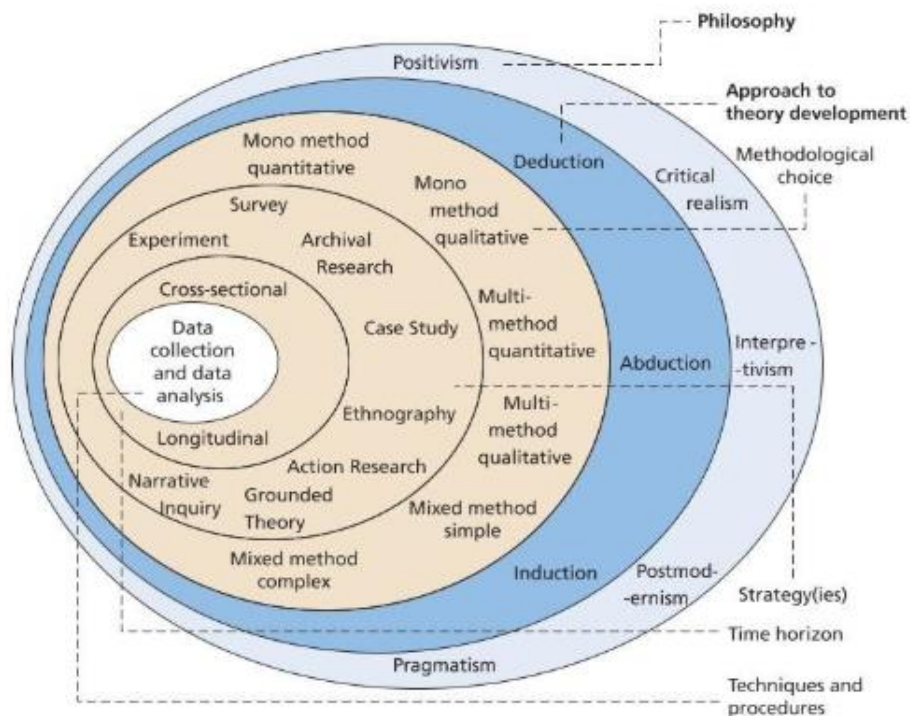 Philosophy
Positivism
Approach to
theory development
Mono method
quantitative
Deduction
Methodological
choice
Critical
realism
Mono
method
qualitative
Survey
Experiment
Archival
Research
Cross-sectional
Multi-
method
quantitative
Data
collection
and data
analysis
Case Study
Abduction
Interpre-
-tivism
Ethnography
Multi-
method
qualitative
Longitudinal
Action Research
Narrative
Inquiry
Grounded
Theory
Mixed method
simple
Mixed method
complex
Induction
Postmod-
-ernism
Strategy(ies)
Time horizon
Pragmatism
Techniques and
procedures